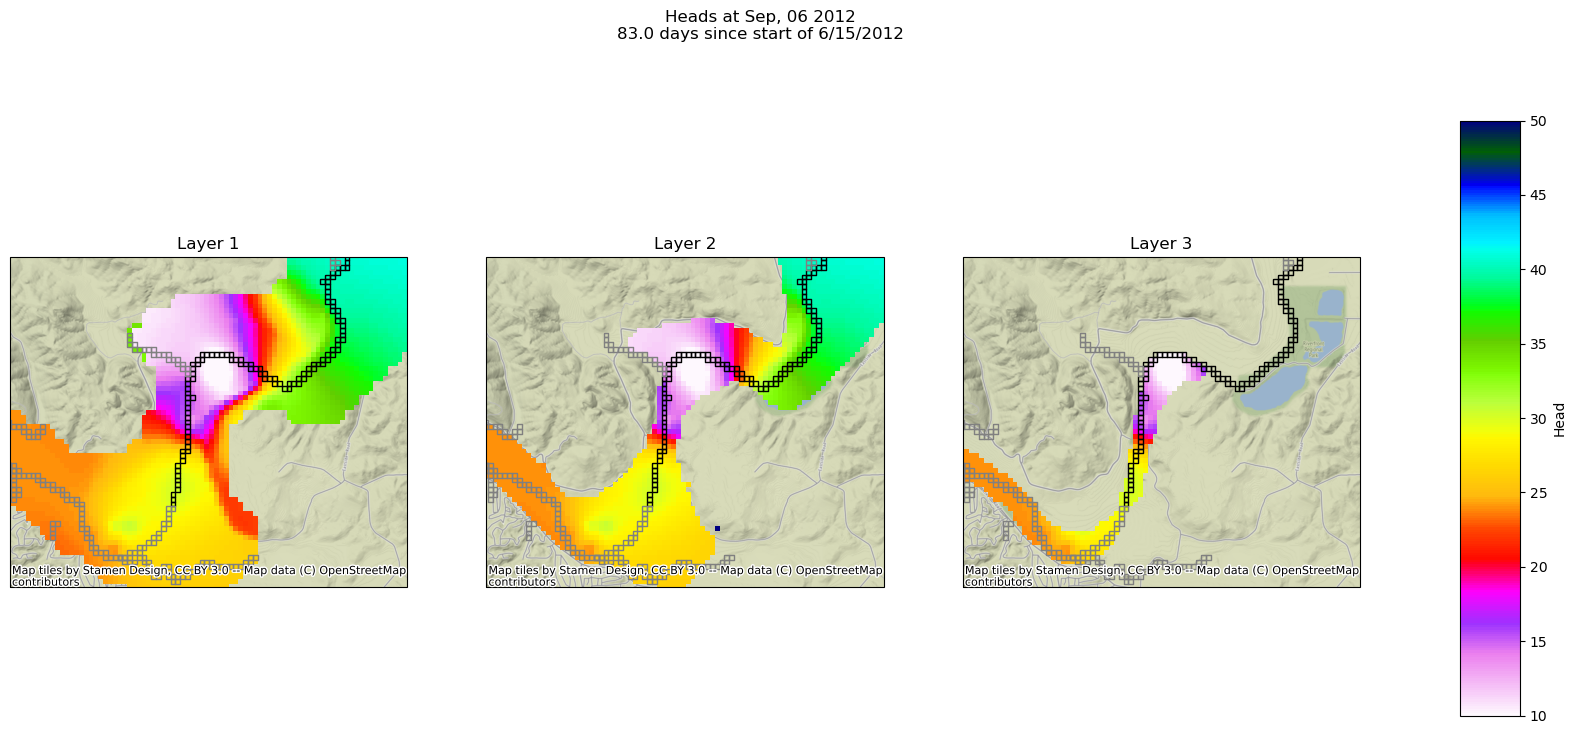 Heads at Sep, 06 2012
83.0 days since start of 6/15/2012
Layer 1
Layer 2
Layer 3
Map tiles by Stamen Design, CC BY 3.0 -- Map data (C) OpenStreetMap
contributors
Map tiles by Stamen Design, CC BY 3.0 -- Map data (C) OpenStreetMap
contributors
Map tiles by Stamen Design, CC BY 3.0 -- Map data (C) OpenStreetMap
contributors
50
45
40
35
30
25
20
15
10
Head